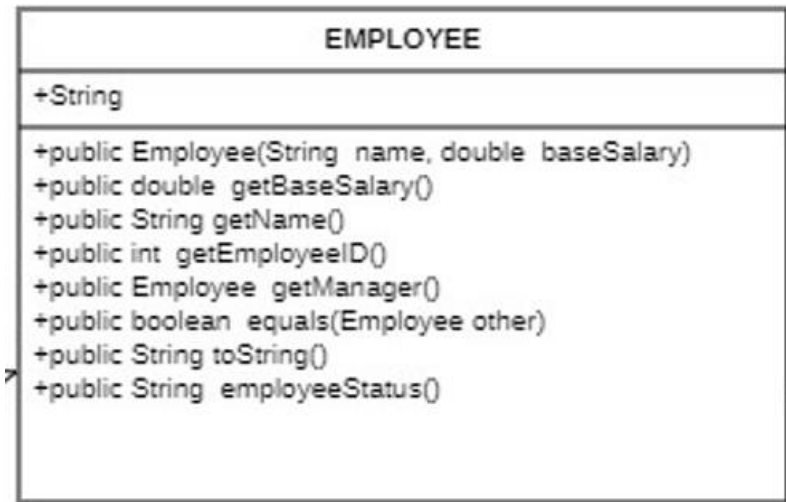 EMPLOYEE
+String
+public Employee(String name, double baseSalary)
+public double getBaseSalary()
+public String getName()
+public int getEmployeeID()
+public Employee getManager()
+public boolean equals(Employee other)
+public String toString()
+public String employeeStatus()